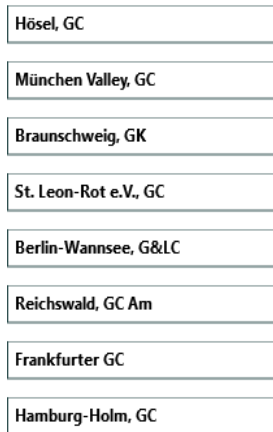 Hösel, GC
München Valley, GC
Braunschweig, GK
St. Leon-Rot e.V., GC
Berlin-Wannsee, G&LC
Reichswald, GC Am
Frankfurter GC
Hamburg-Holm, GC